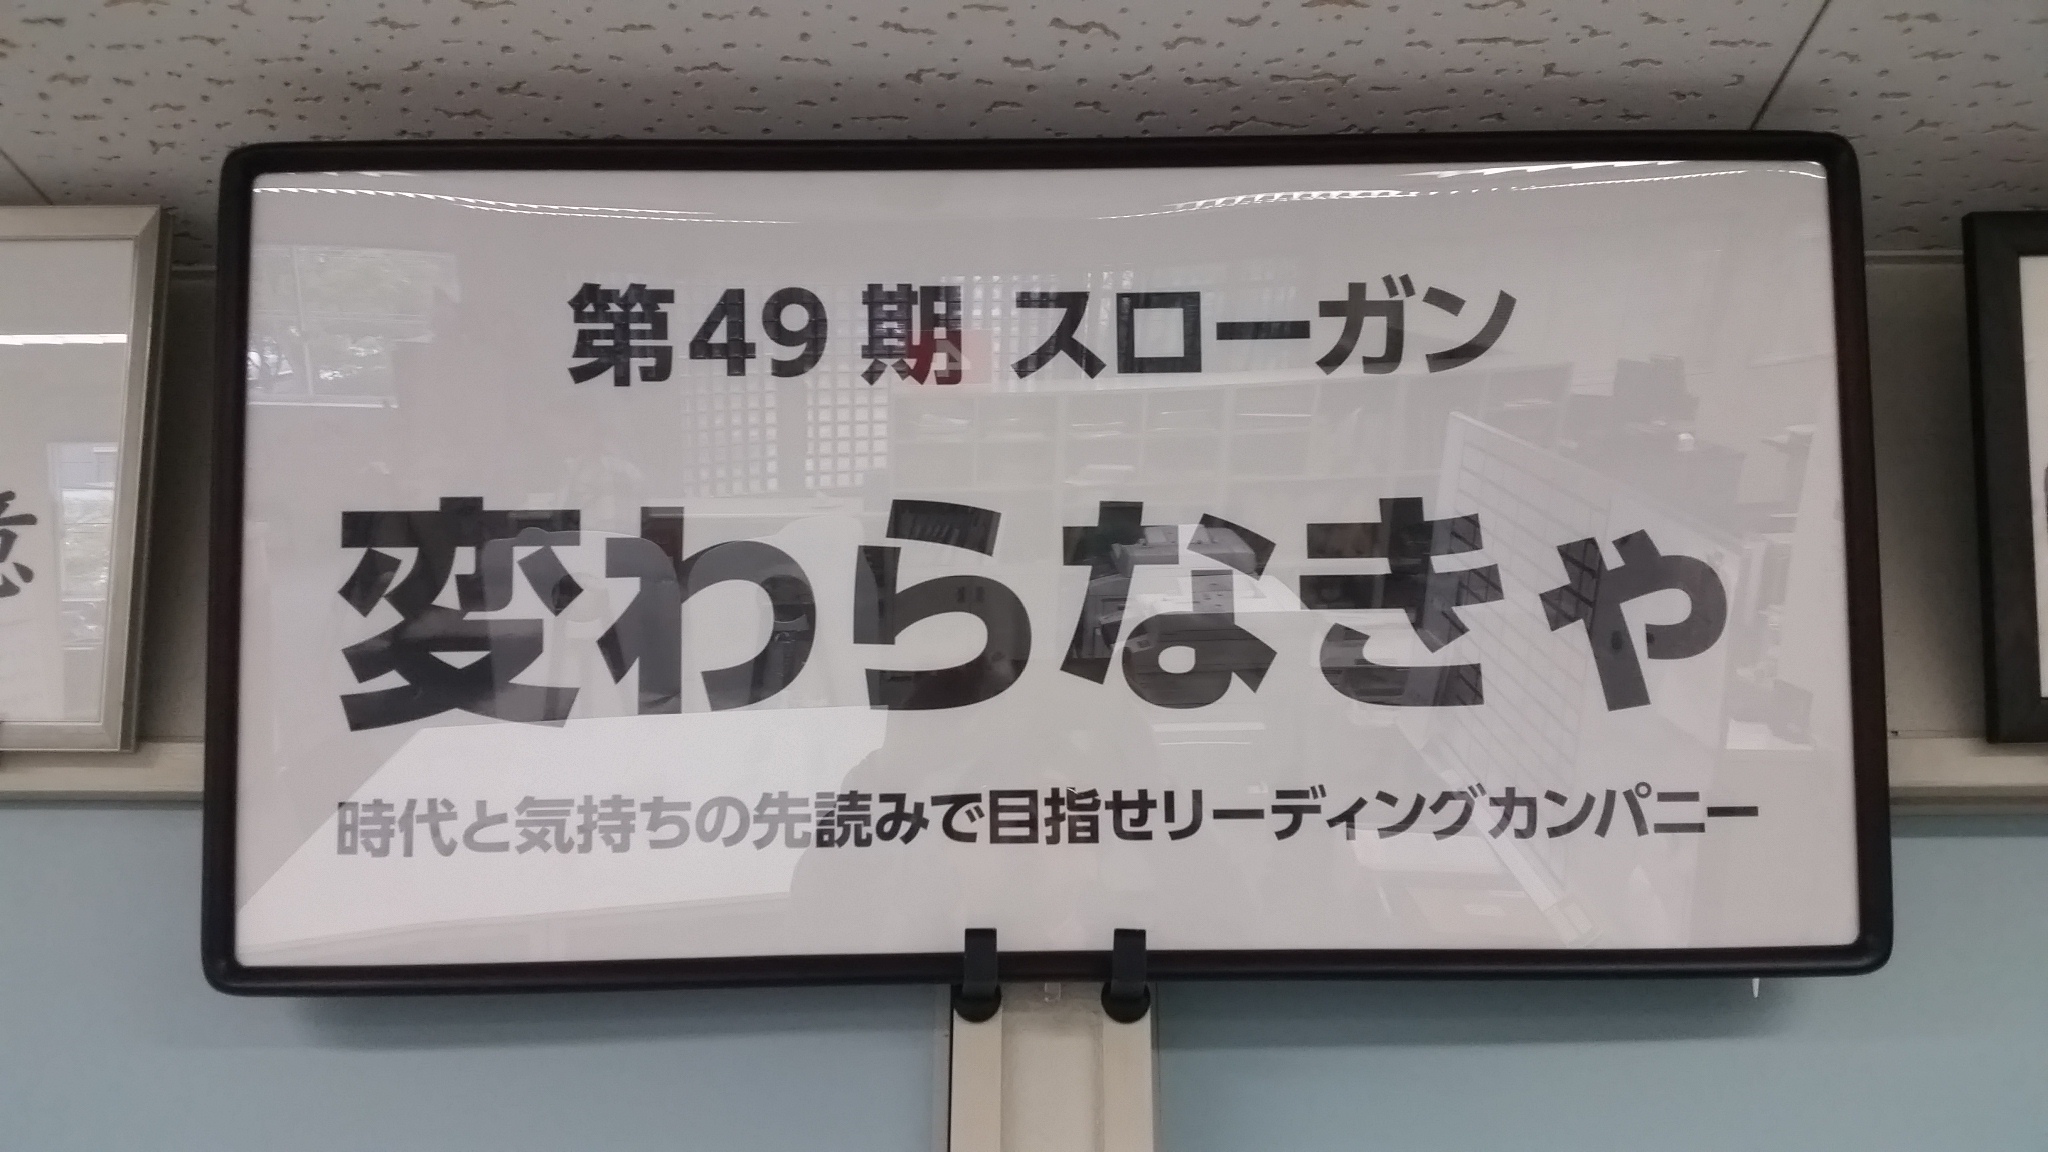 第49期 スローガン
変わらなきゃ
時代と気持ちの先読みで目指せリーディングカンパニー